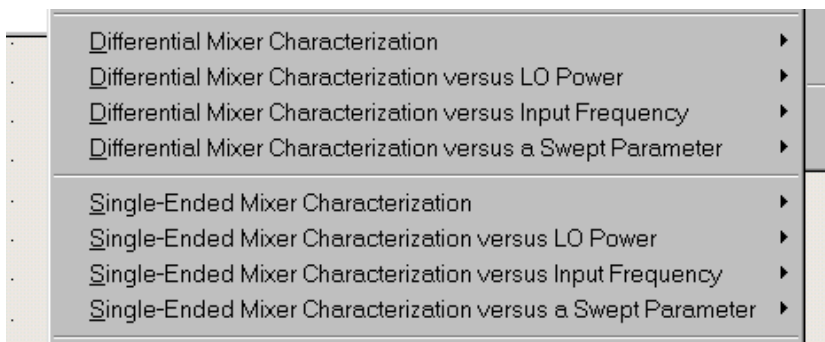 Differential Mixer Characterization
Differential Mixer Characterization versus LO Power
Differential Mixer Characterization versus Input Frequency
Differential Mixer Characterization versus a Swept Parameter
Single-Ended Mixer Characterization
Single-Ended Mixer Characterization versus LO Power
Single-Ended Mixer Characterization versus Input Frequency
Single-Ended Mixer Characterization versus a Swept Parameter